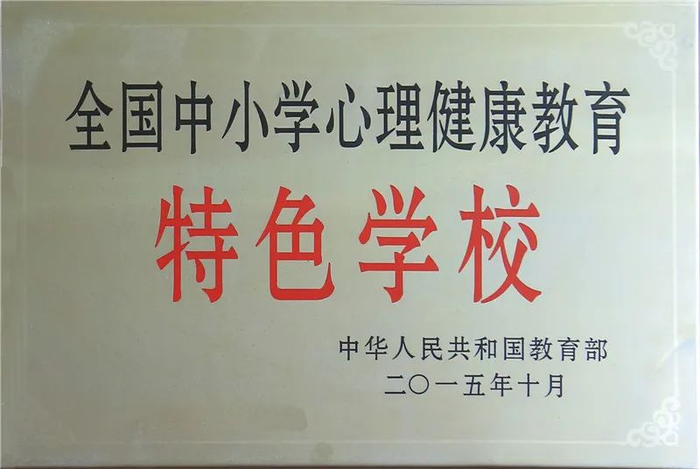 全国中小学心理健康教育
特色学校
中华人民共和国教育部
二〇一五年十月